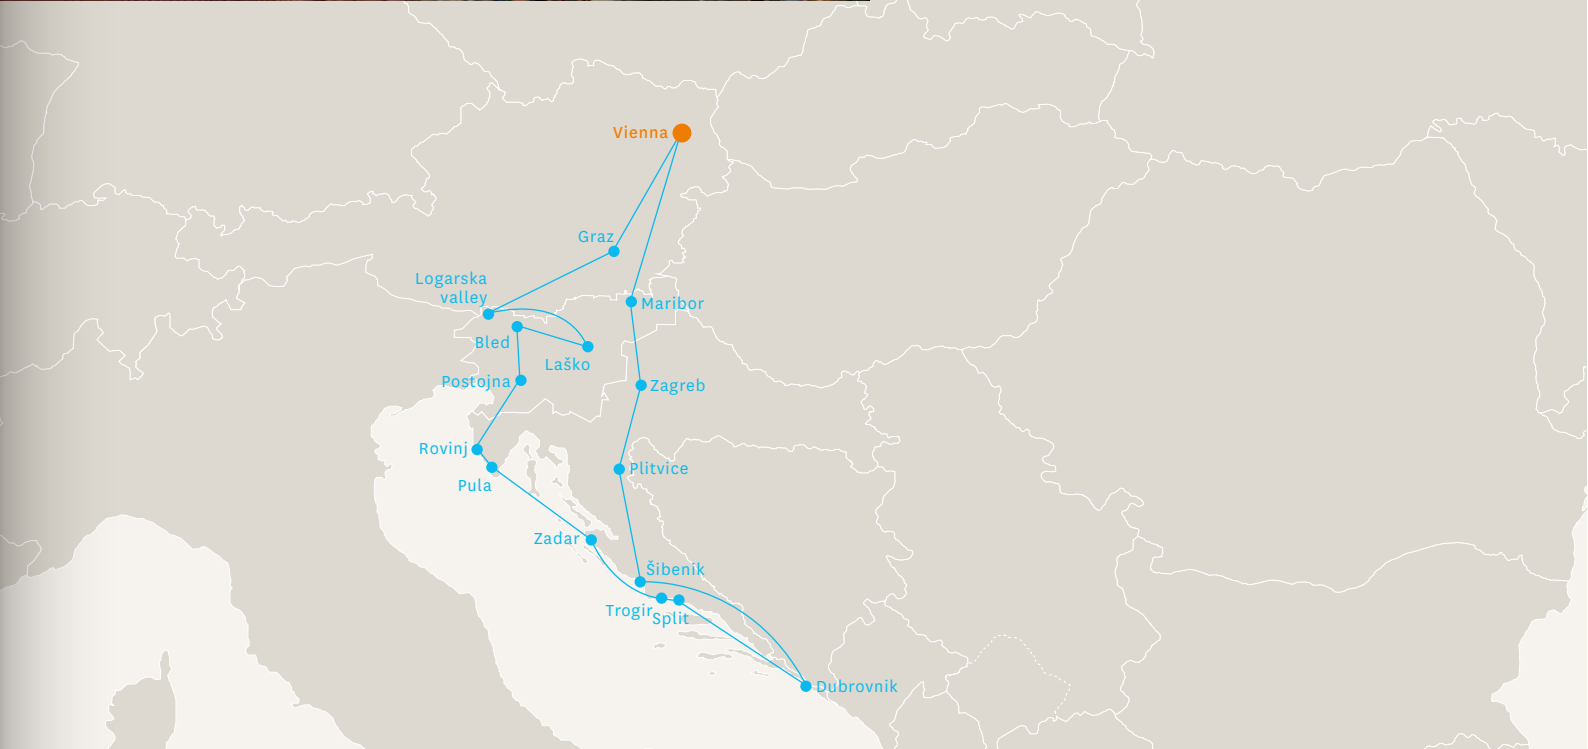 Vienna
Graz
Logarska
valley
Maribor
Bled
Laško
Postojna
Zagreb
Rovinj
Plitvice
Pula
Zadar
Šibenik
Trogir
Split
Dubrovnik